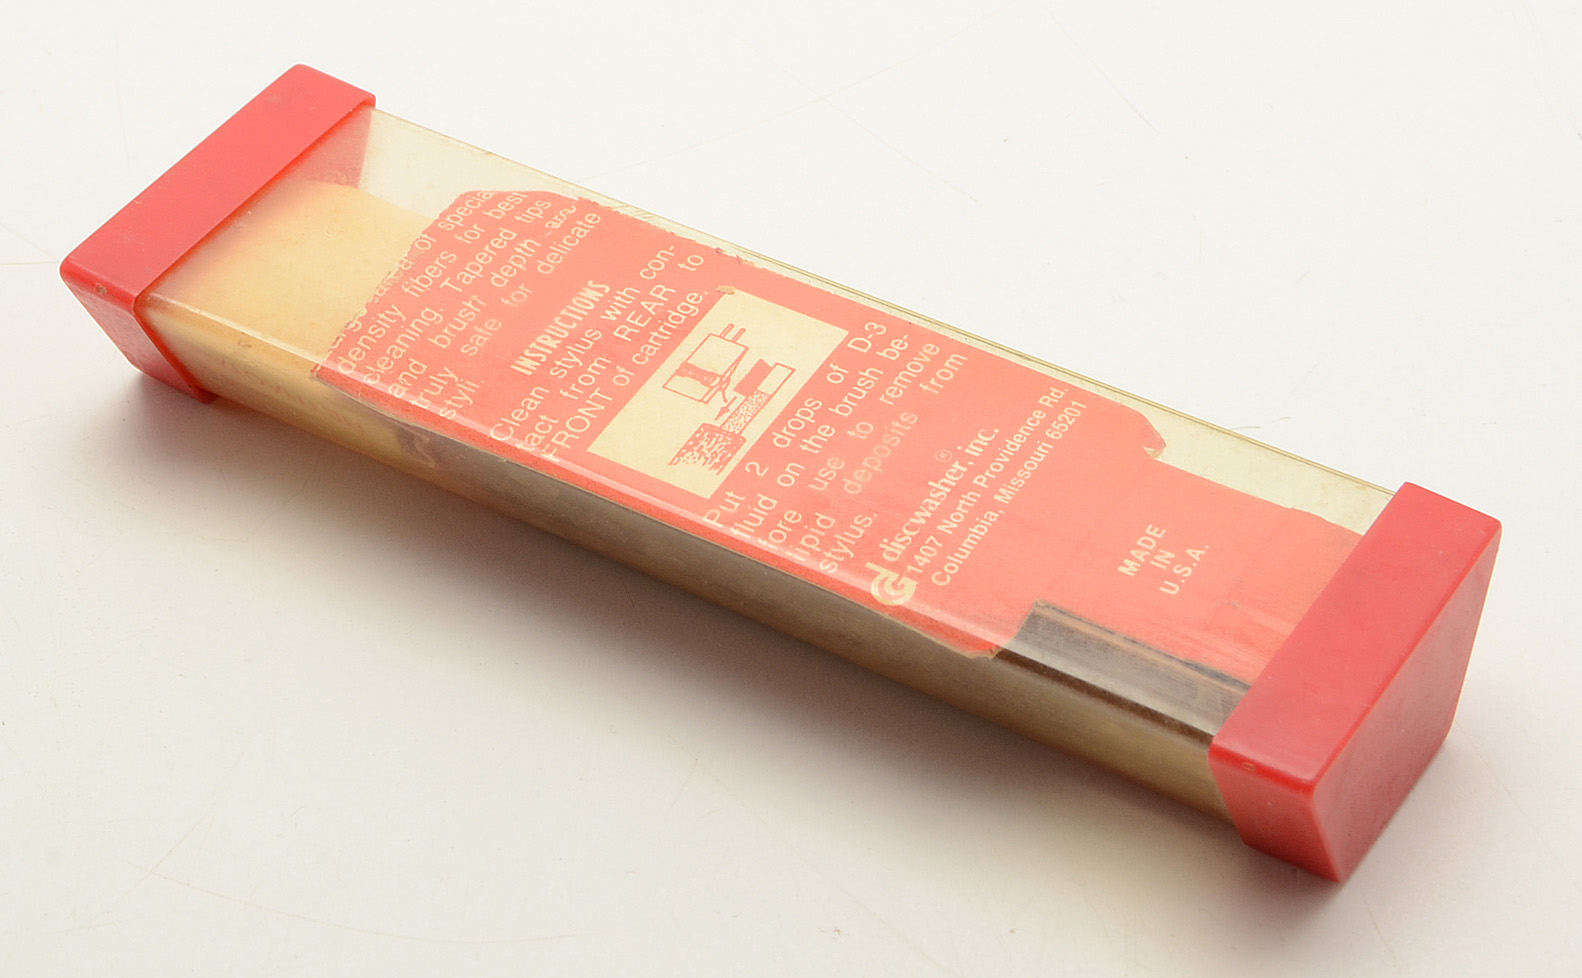 area of special
density fibers for best
cleaning. Tapered tips
and brush depth are
truly safe for delicate
styli
INSTRUCTIONS
Clean stylus with con-
tact from REAR to
FRONT of cartridge.
Put 2 drops of D-3
fluid on the brush be-
fore use to remove
lipid deposits from
stylus.
discwasher, inc.
®
1407 North Providence Rd.
Columbia, Missouri 65201
MADE
IN
U.S.A.